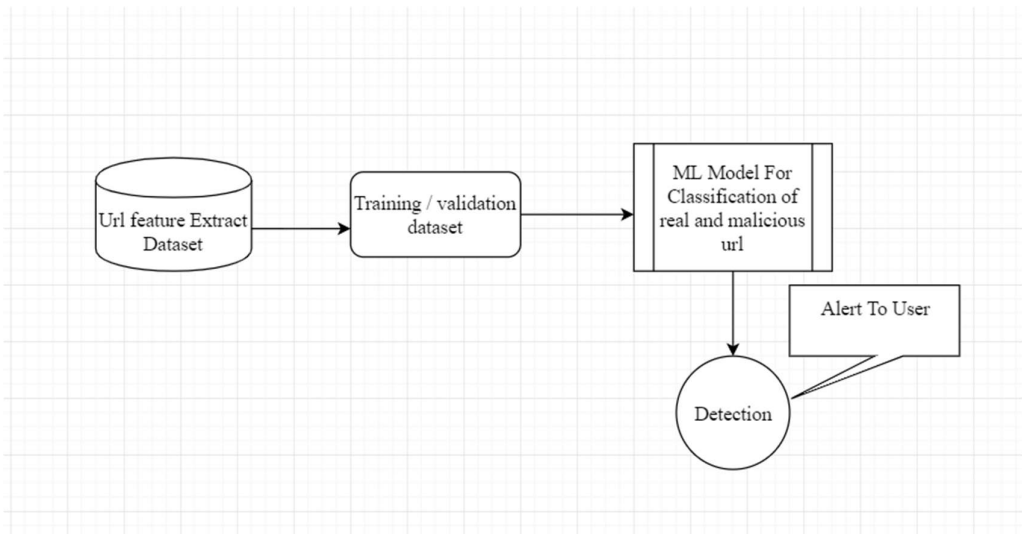 Url feature Extract
Dataset
Training / validation
dataset
ML Model For
Classification of
real and malicious
url
Alert To User
Detection